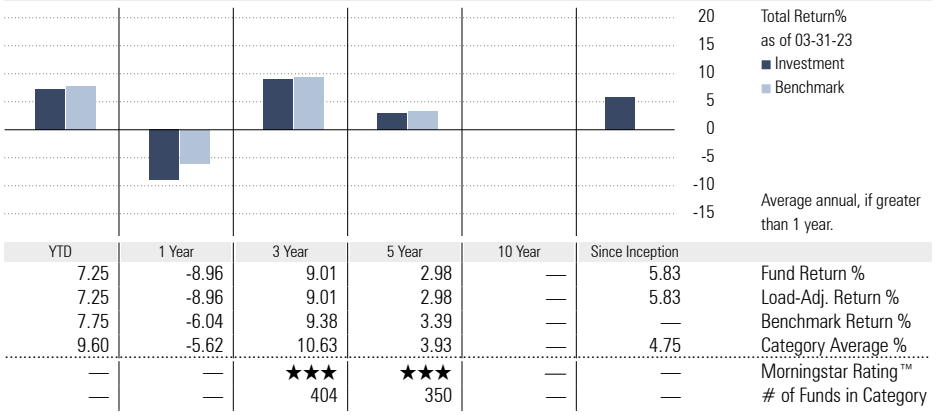 20 Total Return%
15 as of 03-31-23
10 ■ Investment
5 ■ Benchmark
0
-5
-10
-15
Average annual, if greater
than 1 year.
YTD 1 Year 3 Year 5 Year 10 Year Since Inception
7.25 -8.96 9.01 2.98 — 5.83 Fund Return %
7.25 -8.96 9.01 2.98 — 5.83 Load-Adj. Return %
7.75 -6.04 9.38 3.39 — — Benchmark Return %
9.60 -5.62 10.63 3.93 — 4.75 Category Average %
— — ★★★ ★★★ — — Morningstar Rating™
— — 404 350 — — # of Funds in Category